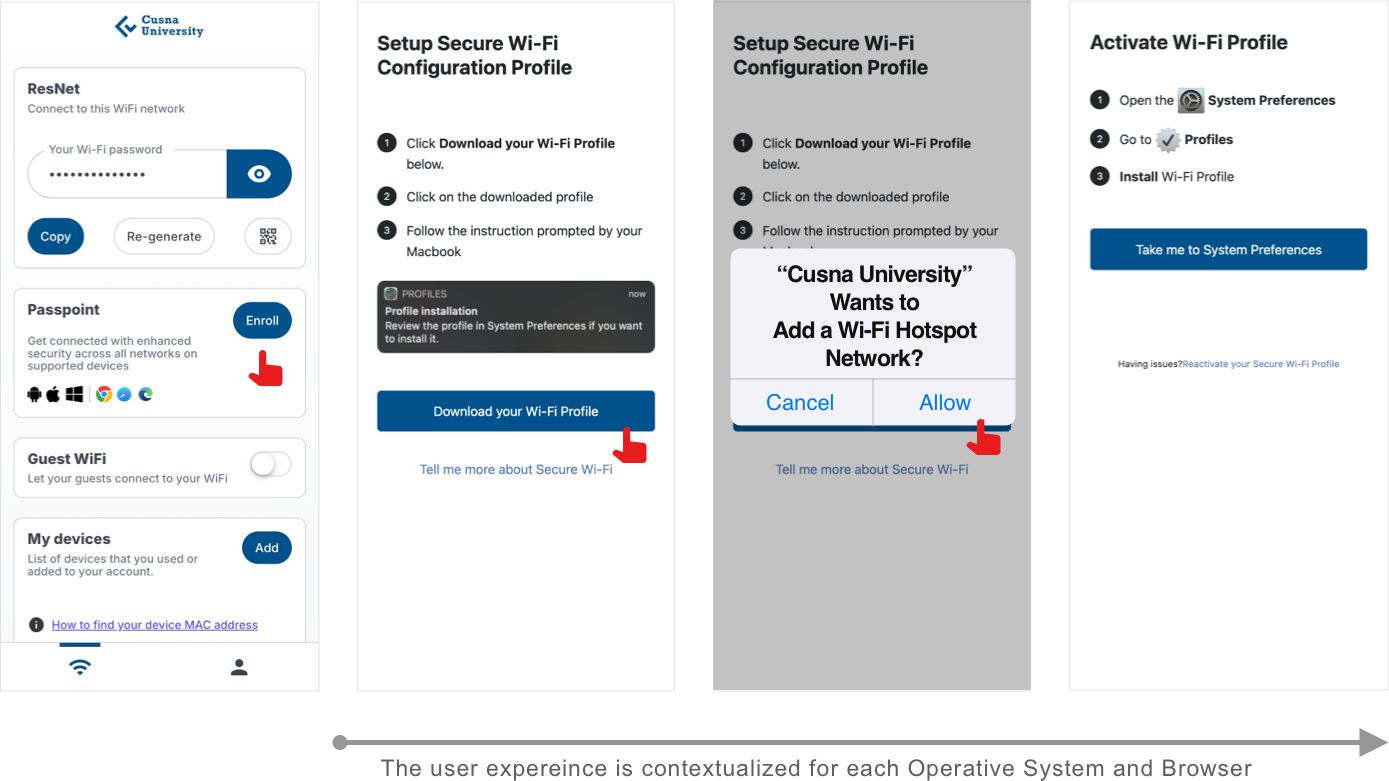 Cusna
University
ResNet
Connect to this WiFi network
Your Wi-Fi password
Copy
Re-generate
Passpoint
Enroll
Get connected with enhanced
security across all networks on
supported devices
Guest WiFi
Let your guests connect to your WiFi
My devices
Add
List of devices that you used or
added to your account.
How to find your device MAC address
Setup Secure Wi-Fi
Configuration Profile
1 Click Download your Wi-Fi Profile
below.
2 Click on the downloaded profile
3 Follow the instruction prompted by your
Macbook
PROFILES now
Profile installation
Review the profile in System Preferences if you want
to install it.
Download your Wi-Fi Profile
Tell me more about Secure Wi-Fi
Setup Secure Wi-Fi
Configuration Profile
1 Click Download your Wi-Fi Profile
below.
2 Click on the downloaded profile
3 Follow the instruction prompted by your
“Cusna University”
Wants to
Add a Wi-Fi Hotspot
Network?
Cancel
Allow
Tell me more about Secure Wi-Fi
Activate Wi-Fi Profile
1 Open the System Preferences
2 Go to Profiles
3 Install Wi-Fi Profile
Take me to System Preferences
Having issues?Reactivate your Secure Wi-Fi Profile
The user expereince is contextualized for each Operative System and Browser